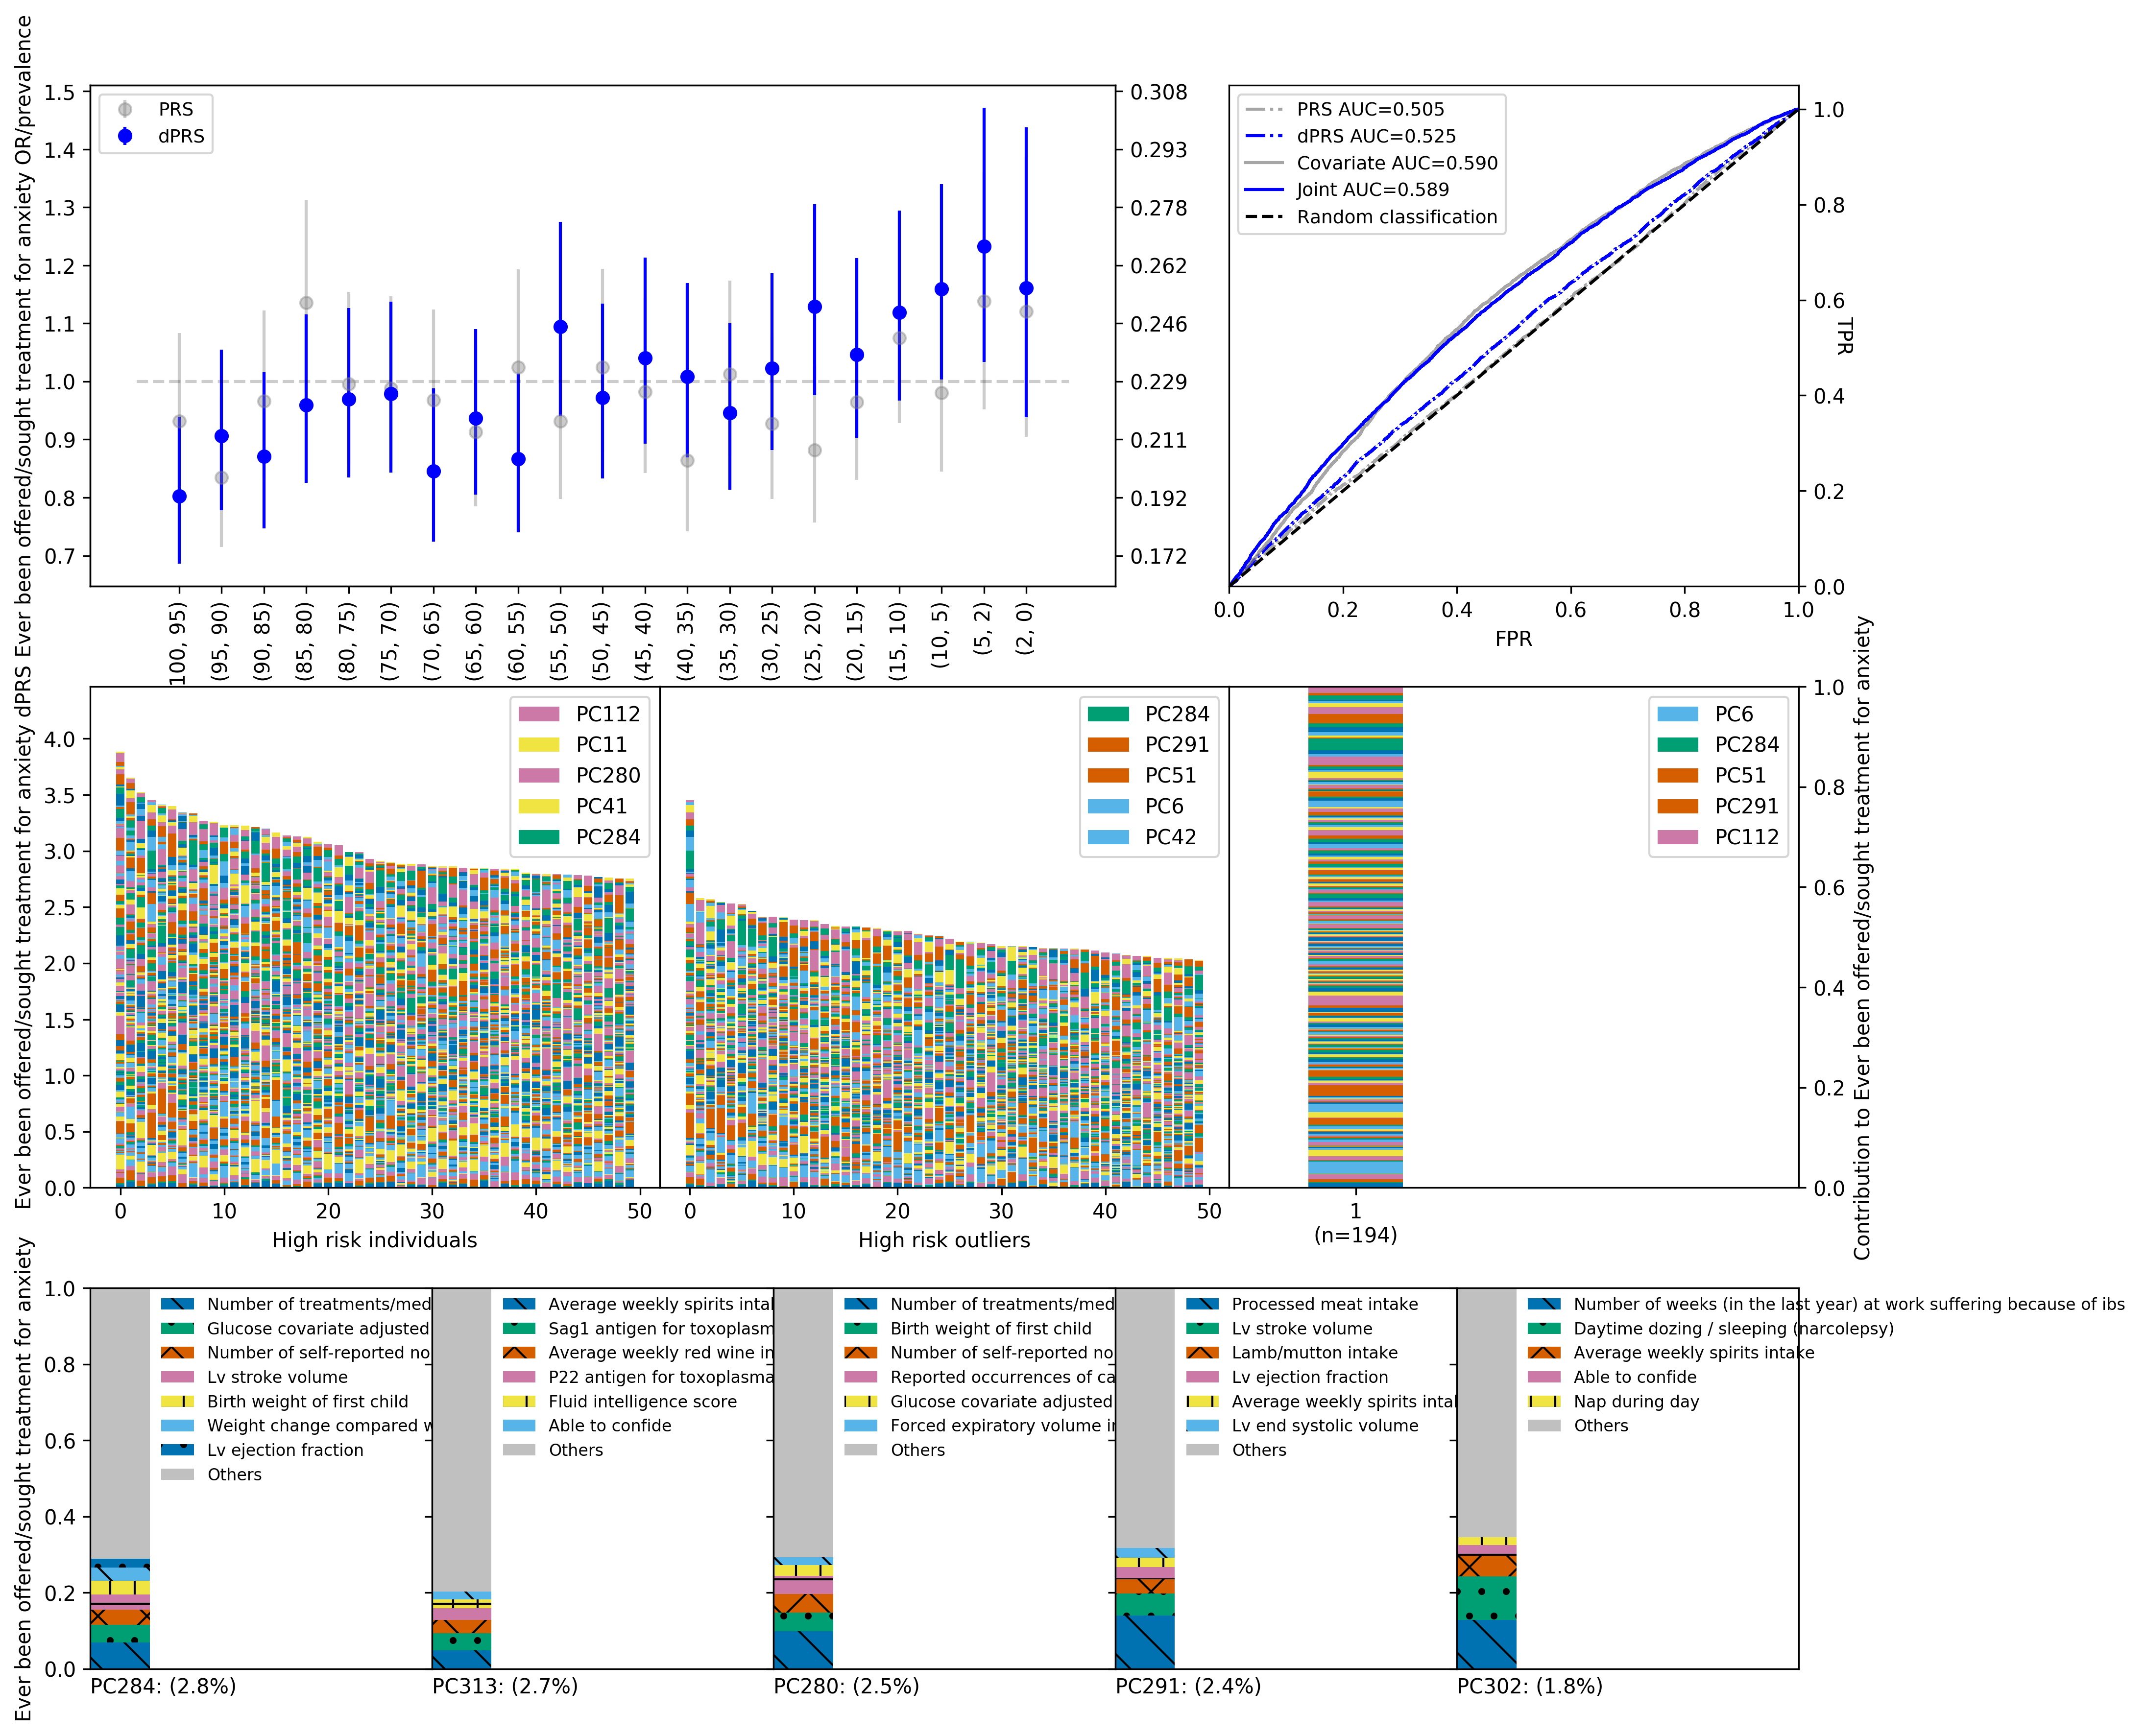 Ever been offered/sought treatment for anxiety OR/prevalence
1.5
1.4
1.3
1.2
1.1
1.0
0.9
0.8
0.7
PRS
dPRS
0.308
0.293
0.278
0.262
0.246
0.229
0.211
0.192
0.172
100, 95)
(95, 90)
(90, 85)
(85, 80)
(80, 75)
(75, 70)
(70, 65)
(65, 60)
(60, 55)
(55, 50)
(50, 45)
(45, 40)
(40, 35)
(35, 30)
(30, 25)
(25, 20)
(20, 15)
(15, 10)
(10, 5)
(5, 2)
(2, 0)
PRS AUC=0.505
dPRS AUC=0.525
Covariate AUC=0.590
Joint AUC=0.589
Random classification
1.0
0.8
0.6
0.4
0.2
0.0
TPR
0.0
0.2
0.4
0.6
0.8
1.0
FPR
Ever been offered/sought treatment for anxiety dPRS
4.0
3.5
3.0
2.5
2.0
1.5
1.0
0.5
0.0
PC112
PC11
PC280
PC41
PC284
0
10
20
30
40
50
High risk individuals
PC284
PC291
PC51
PC6
PC42
0
10
20
30
40
50
High risk outliers
PC6
PC284
PC51
PC291
PC112
1
(n=194)
1.0
0.8
0.6
0.4
0.2
0.0
Contribution to Ever been offered/sought treatment for anxiety
Ever been offered/sought treatment for anxiety
1.0
0.8
0.6
0.4
0.2
0.0
Number of treatments/med
Glucose covariate adjusted
Number of self-reported no
Lv stroke volume
Birth weight of first child
Weight change compared w
Lv ejection fraction
Others
PC284: (2.8%)
Average weekly spirits intal
Sag1 antigen for toxoplasm
Average weekly red wine in
P22 antigen for toxoplasma
Fluid intelligence score
Able to confide
Others
PC313: (2.7%)
Number of treatments/med
Birth weight of first child
Number of self-reported no
Reported occurrences of ca
Glucose covariate adjusted
Forced expiratory volume in
Others
PC280: (2.5%)
Processed meat intake
Lv stroke volume
Lamb/mutton intake
Lv ejection fraction
Average weekly spirits intal
Lv end systolic volume
Others
PC291: (2.4%)
Number of weeks (in the last year) at work suffering because of ibs
Daytime dozing / sleeping (narcolepsy)
Average weekly spirits intake
Able to confide
Nap during day
Others
PC302: (1.8%)